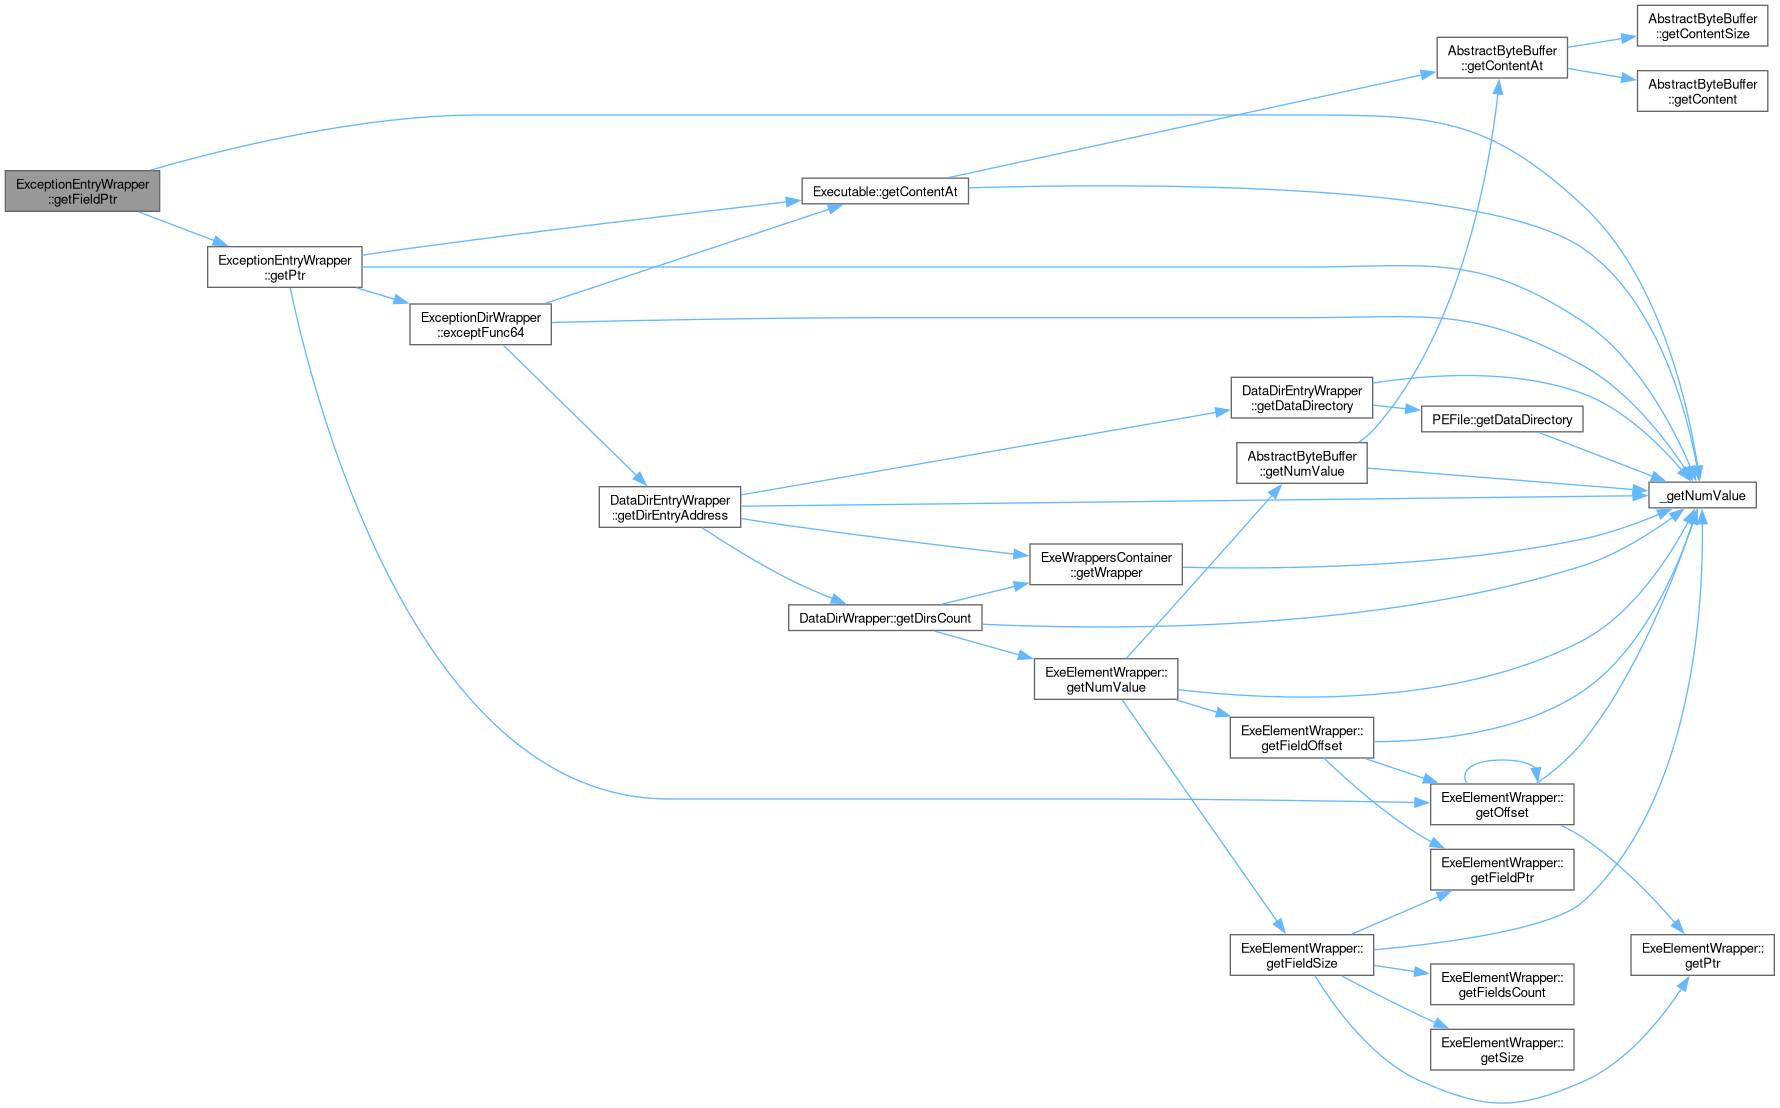 AbstractByteBuffer
::getContentSize
AbstractByteBuffer
::getContentAt
AbstractByteBuffer
::getContent
ExceptionEntryWrapper
::getFieldPtr
Executable::getContentAt
ExceptionEntryWrapper
::getPtr
ExceptionDirWrapper
::exceptFunc64
DataDirEntryWrapper
::getDataDirectory
PEFile::getDataDirectory
AbstractByteBuffer
::getNumValue
_getNumValue
DataDirEntryWrapper
::getDirEntryAddress
ExeWrappersContainer
::getWrapper
DataDirWrapper::getDirsCount
ExeElementWrapper::
getNumValue
ExeElementWrapper::
getFieldOffset
ExeElementWrapper::
getOffset
ExeElementWrapper::
getFieldPtr
ExeElementWrapper::
getFieldSize
ExeElementWrapper::
getPtr
ExeElementWrapper::
getFieldsCount
ExeElementWrapper::
getSize